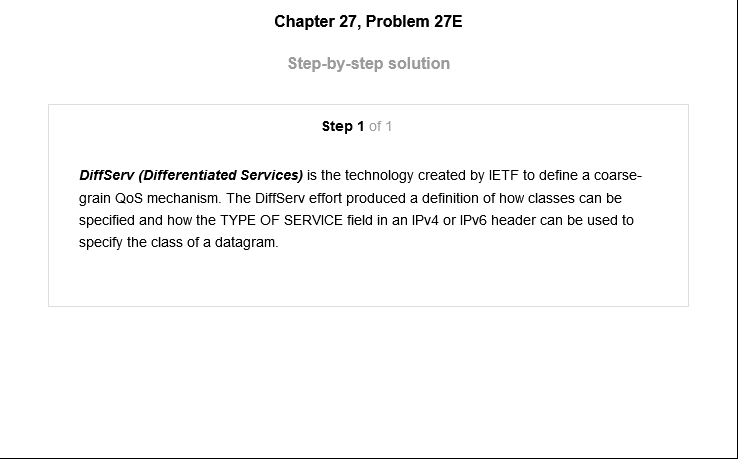 Chapter 27, Problem 27E
Step-by-step solution
Step 1 of 1
DiffServ (Differentiated Services) is the technology created by IETF to define a coarse-
grain QoS mechanism. The DiffServ effort produced a definition of how classes can be
specified and how the TYPE OF SERVICE field in an IPv4 or IPv6 header can be used to
specify the class of a datagram.